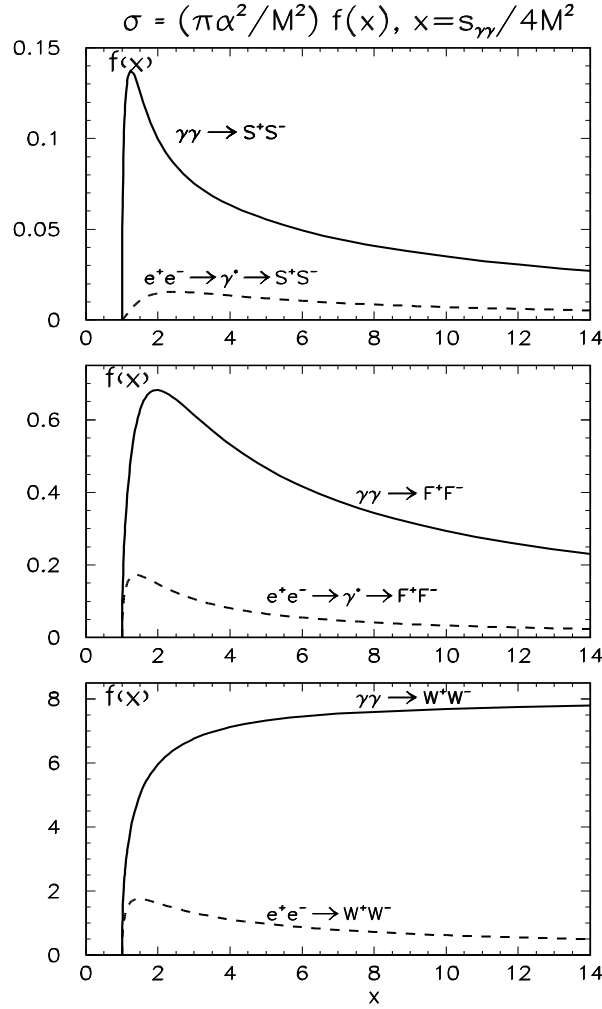 σ = (πα²/M²) f(x), x=sγγ/4M²
0.15
f(x)
γγ → S⁺S⁻
0.1
0.05
e⁺e⁻ → γ* → S⁺S⁻
0
0 2 4 6 8 10 12 14
f(x)
0.6
γγ → F⁺F⁻
0.4
0.2
e⁺e⁻ → γ* → F⁺F⁻
0
0 2 4 6 8 10 12 14
8
f(x)
γγ → W⁺W⁻
6
4
2
e⁺e⁻ → W⁺W⁻
0
0 2 4 6 8 10 12 14
x